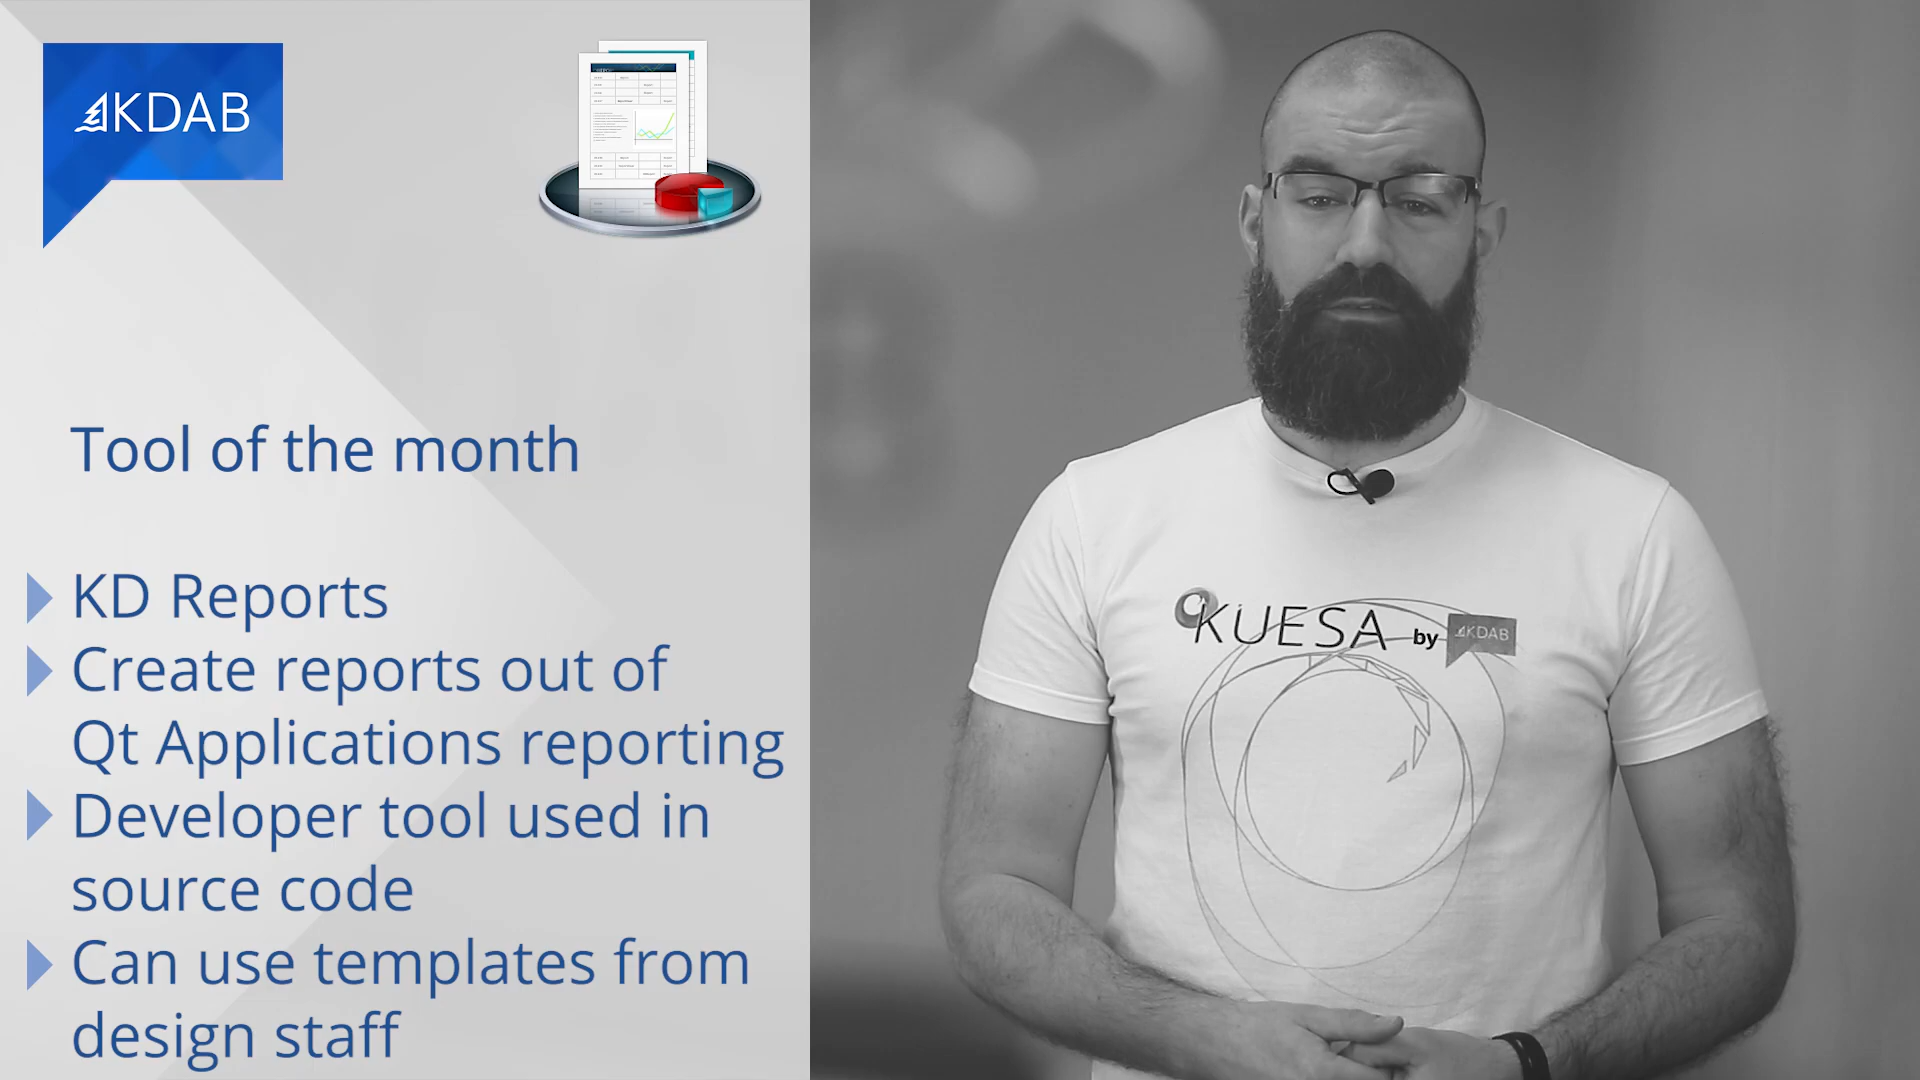 KDAB
Tool of the month
KD Reports
Create reports out of
Qt Applications reporting
Developer tool used in
source code
Can use templates from
design staff
KUESA by KDAB